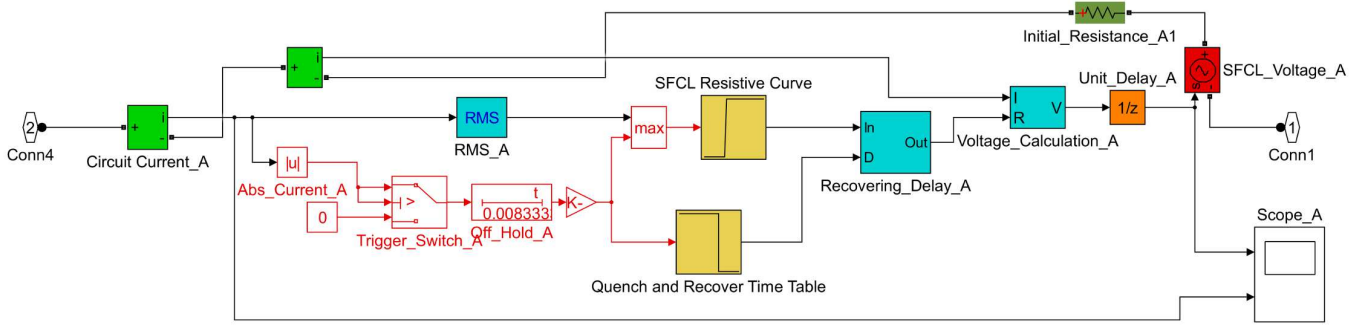 Initial_Resistance_A1
+
i
-
SFCL Resistive Curve
Unit_Delay_A
+
s
-
SFCL_Voltage_A
2
Conn4
+
i
-
Circuit Current_A
RMS
RMS_A
max
In
D
Out
Recovering_Delay_A
I
R
V
Voltage_Calculation_A
1/z
1
Conn1
|u|
Abs_Current_A
0
>
Trigger_Switch_A
t
0.008333
Off_Hold_A
K-
Quench and Recover Time Table
Scope_A